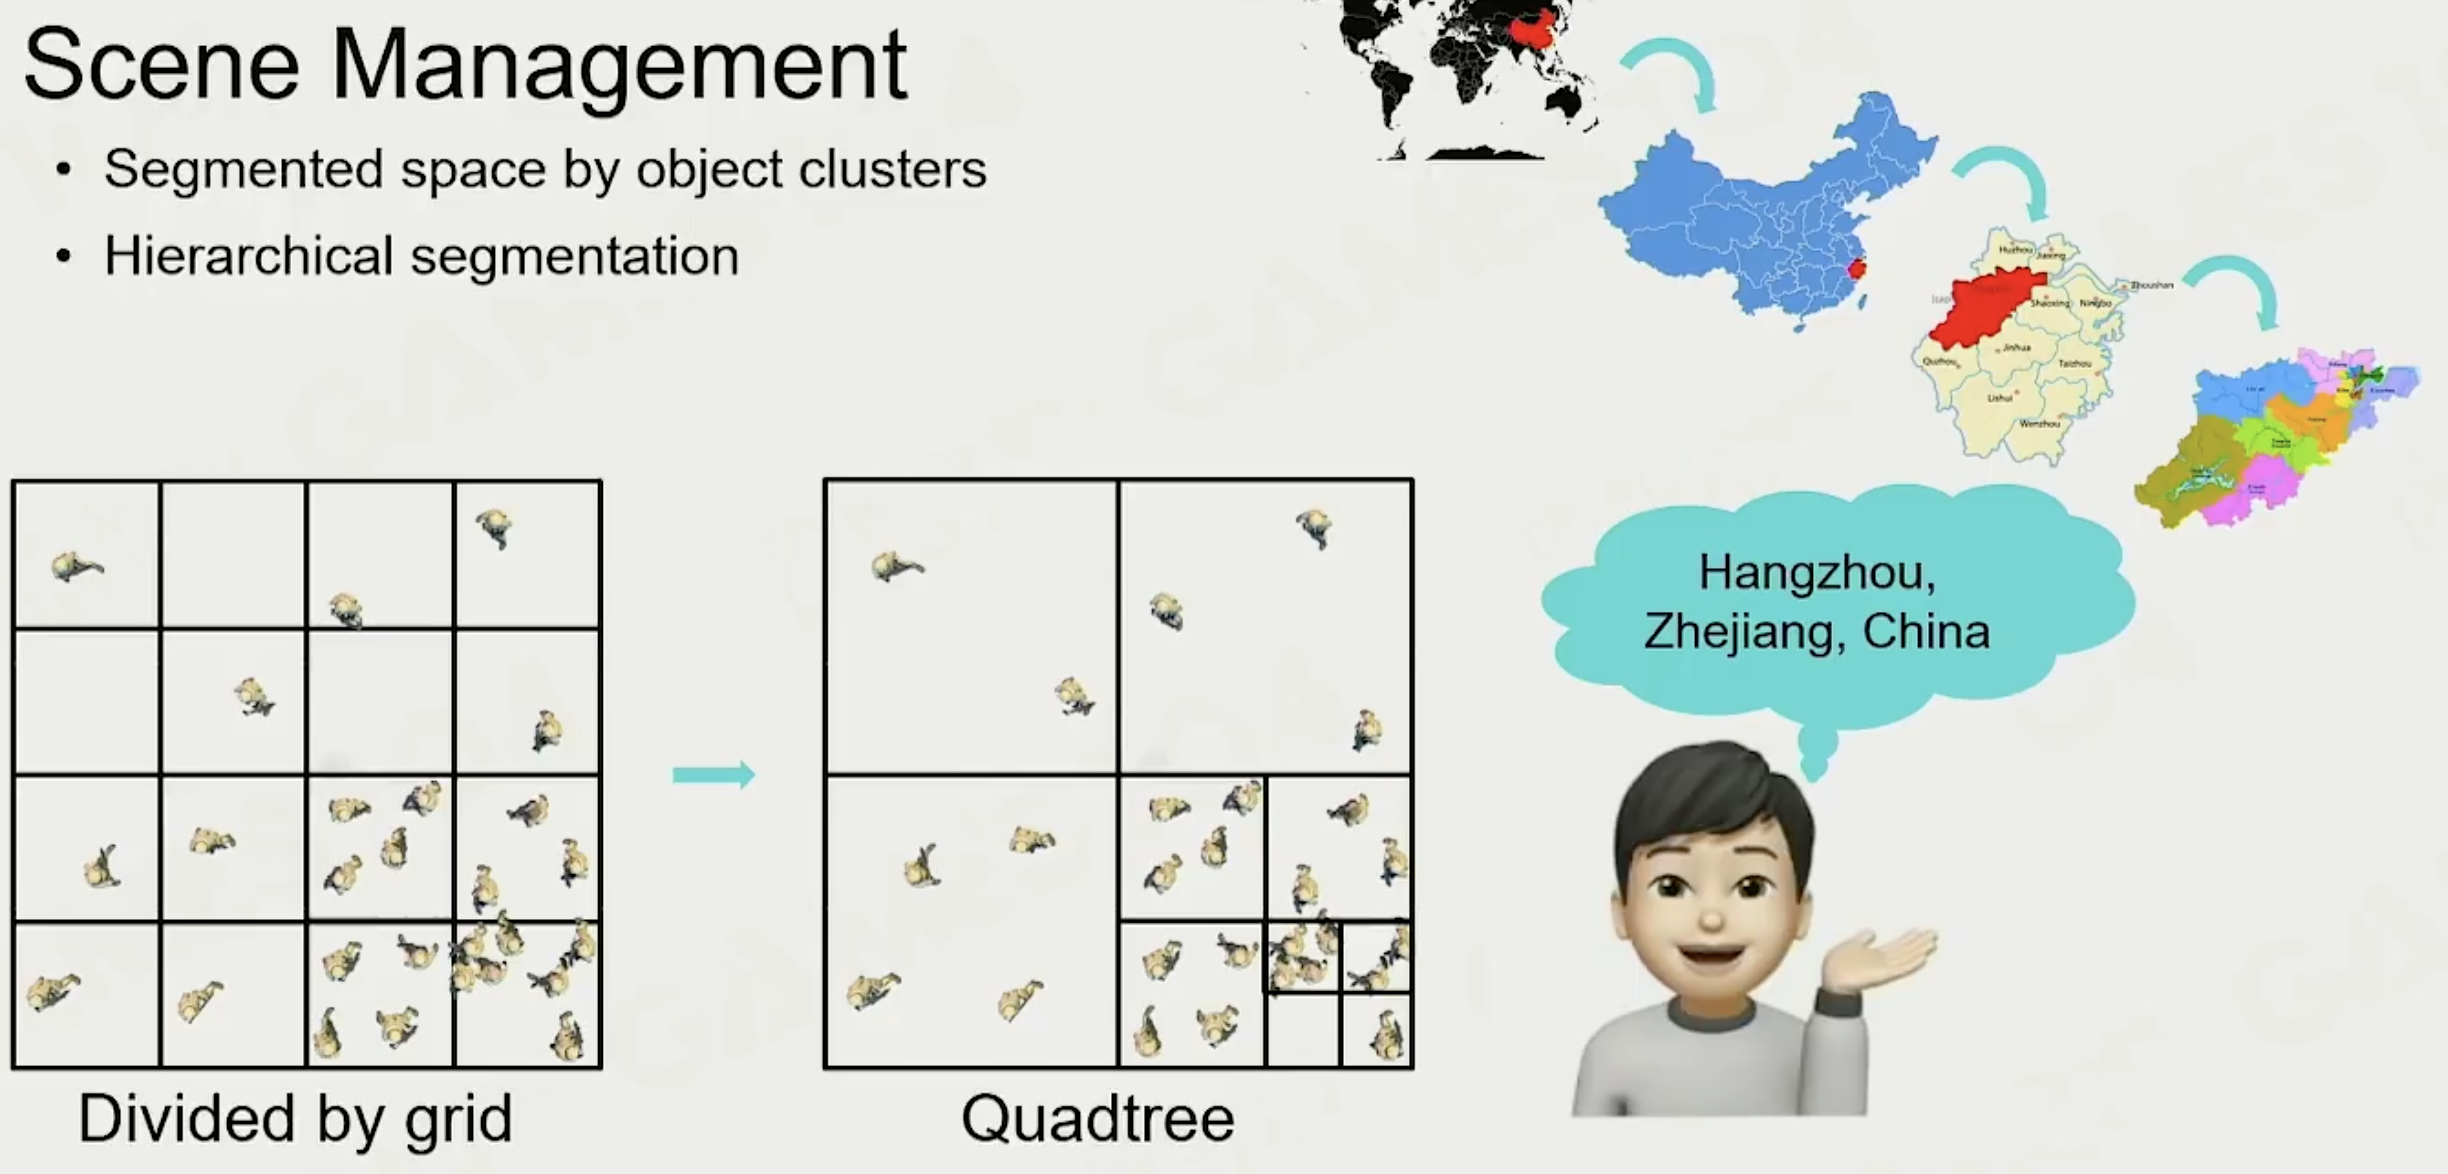 Scene Management
• Segmented space by object clusters
• Hierarchical segmentation
Huzhou
Jiaxing
Zhoushan
Shaoxing
Ningbo
Jinhua
Quzhou
Taizhou
Lishui
Wenzhou
Hangzhou,
Zhejiang, China
Divided by grid
Quadtree